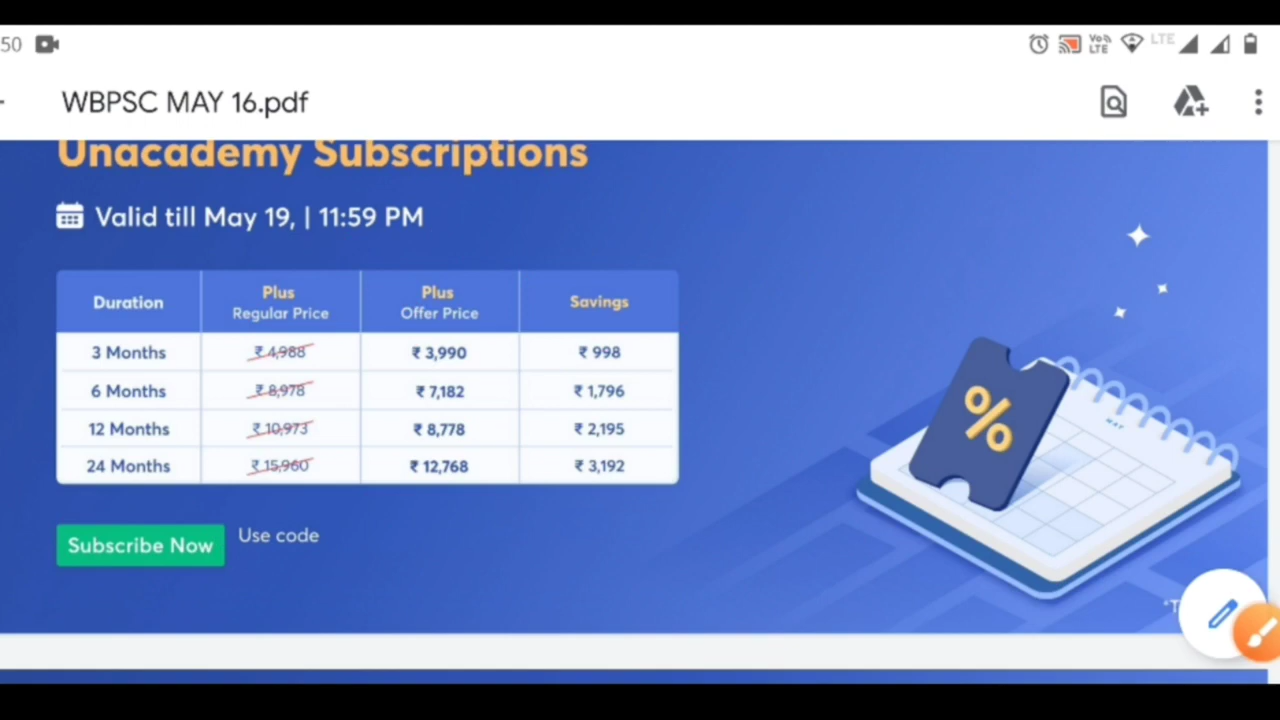 50
VoLTE LTE
WBPSC MAY 16.pdf
Unacademy Subscriptions
Valid till May 19, | 11:59 PM
Duration Plus Regular Price Plus Offer Price Savings
3 Months ₹ 4,988 ₹ 3,990 ₹ 998
6 Months ₹ 8,978 ₹ 7,182 ₹ 1,796
12 Months ₹ 10,973 ₹ 8,778 ₹ 2,195
24 Months ₹ 15,960 ₹ 12,768 ₹ 3,192
Subscribe Now Use code
%
MAY